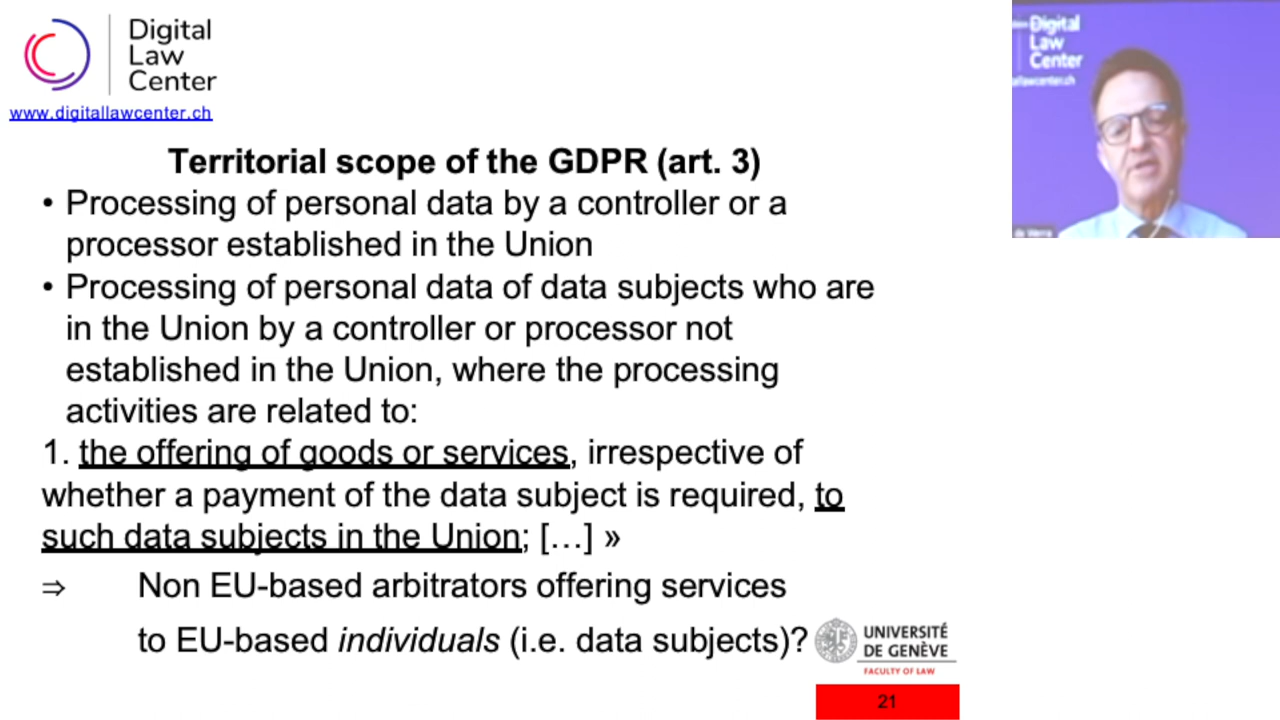 Digital
Law
Center
www.digitallawcenter.ch
Territorial scope of the GDPR (art. 3)
• Processing of personal data by a controller or a
processor established in the Union
• Processing of personal data of data subjects who are
in the Union by a controller or processor not
established in the Union, where the processing
activities are related to:
1. the offering of goods or services, irrespective of
whether a payment of the data subject is required, to
such data subjects in the Union; […] »
⇒ Non EU-based arbitrators offering services
to EU-based individuals (i.e. data subjects)?
UNIVERSITÉ
DE GENÈVE
FACULTY OF LAW
21
Digital
Law
Center
de Werra